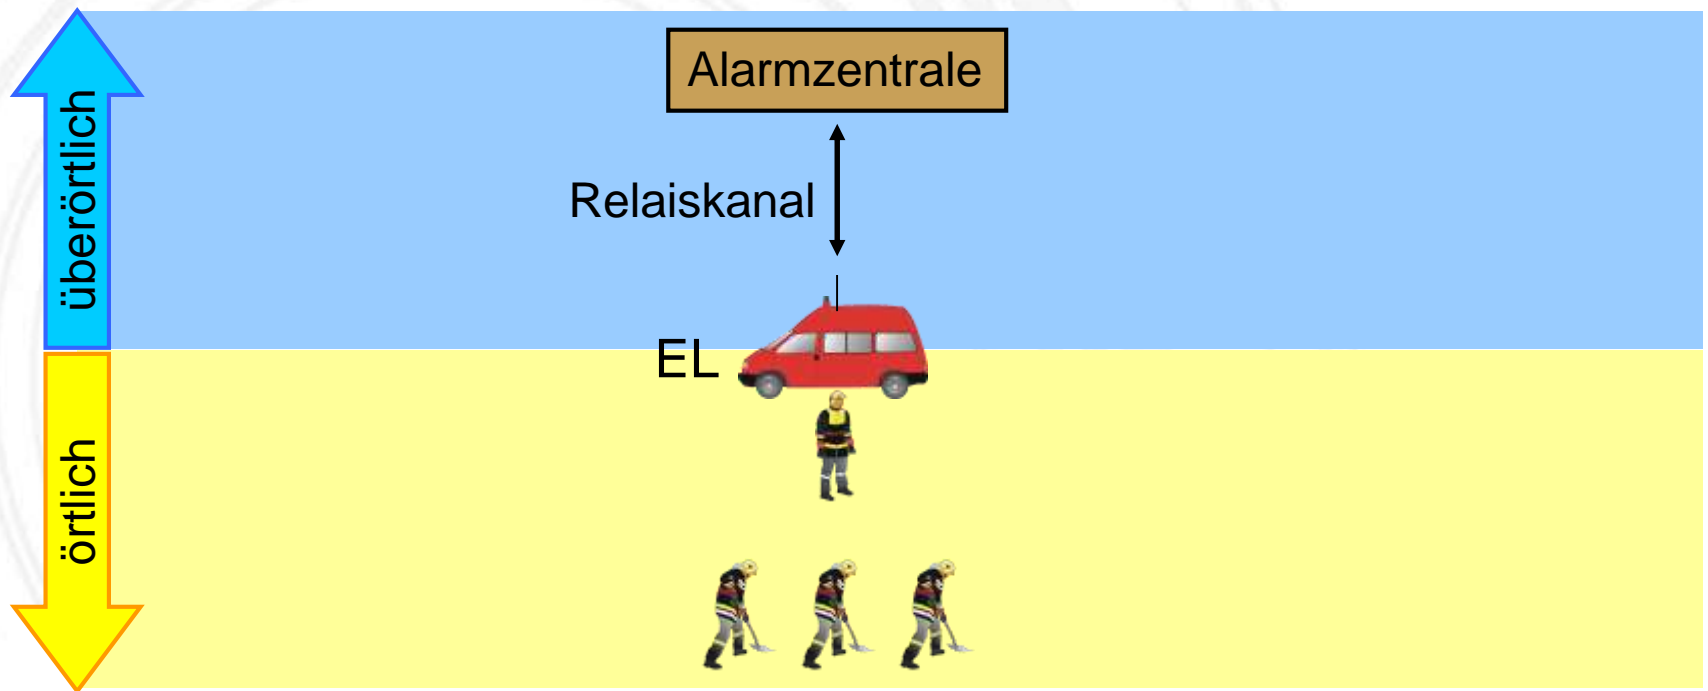 Alarmzentrale
überörtlich
Relaiskanal
EL
örtlich